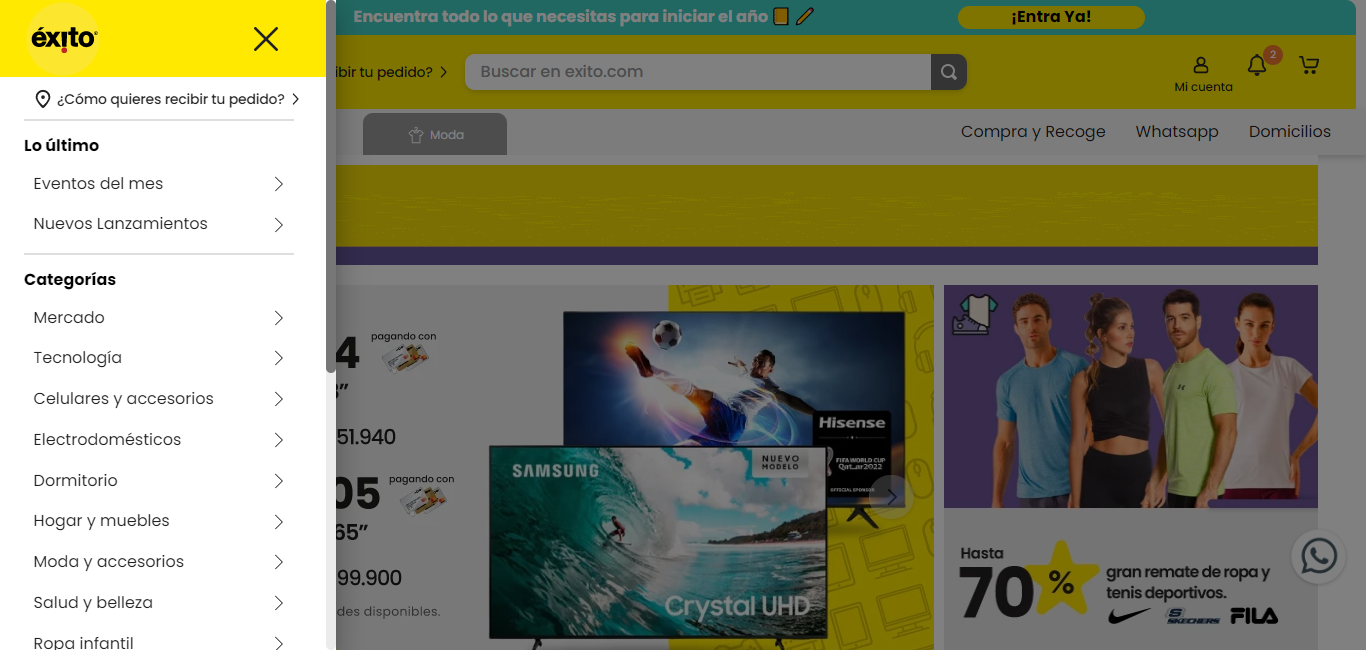 Encuentra todo lo que necesitas para iniciar el año
¡Entra Ya!
éxito
ibir tu pedido?
Buscar en exito.com
2
Mi cuenta
¿Cómo quieres recibir tu pedido?
Moda
Compra y Recoge
Whatsapp
Domicilios
Lo último
Eventos del mes
Nuevos Lanzamientos
Categorías
Mercado
Tecnología
Celulares y accesorios
Electrodomésticos
Dormitorio
Hogar y muebles
Moda y accesorios
Salud y belleza
Ropa infantil
4
pagando con
51.940
05
pagando con
65”
99.900
des disponibles.
Hisense
FIFA WORLD CUP
Qatar2022
OFFICIAL SPONSOR
SAMSUNG
NUEVO
MODELO
Crystal UHD
Hasta
70%
gran remate de ropa y
tenis deportivos.
SKECHERS
FILA